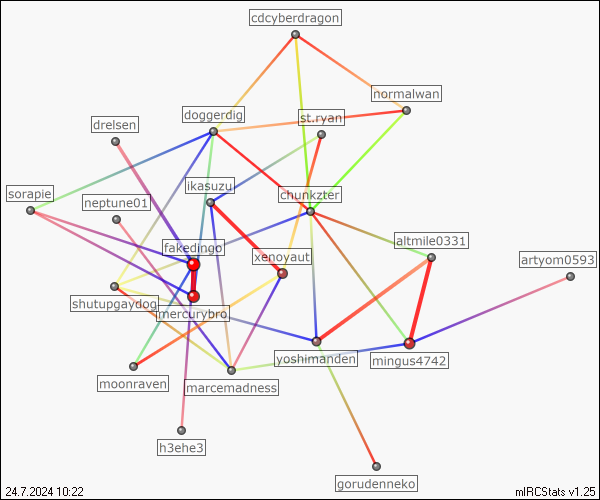 cdcyberdragon
normalwan
doggerdig
st.ryan
drelsen
ikasuzu
chunkzter
sorapie
neptune01
fakedingo
xenoyaut
altmile0331
artyom0593
shutupgaydog
mercurybro
yoshimanden
mingus4742
moonraven
marcemadness
h3ehe3
gorudenneko
24.7.2024 10:22
mIRCStats v1.25